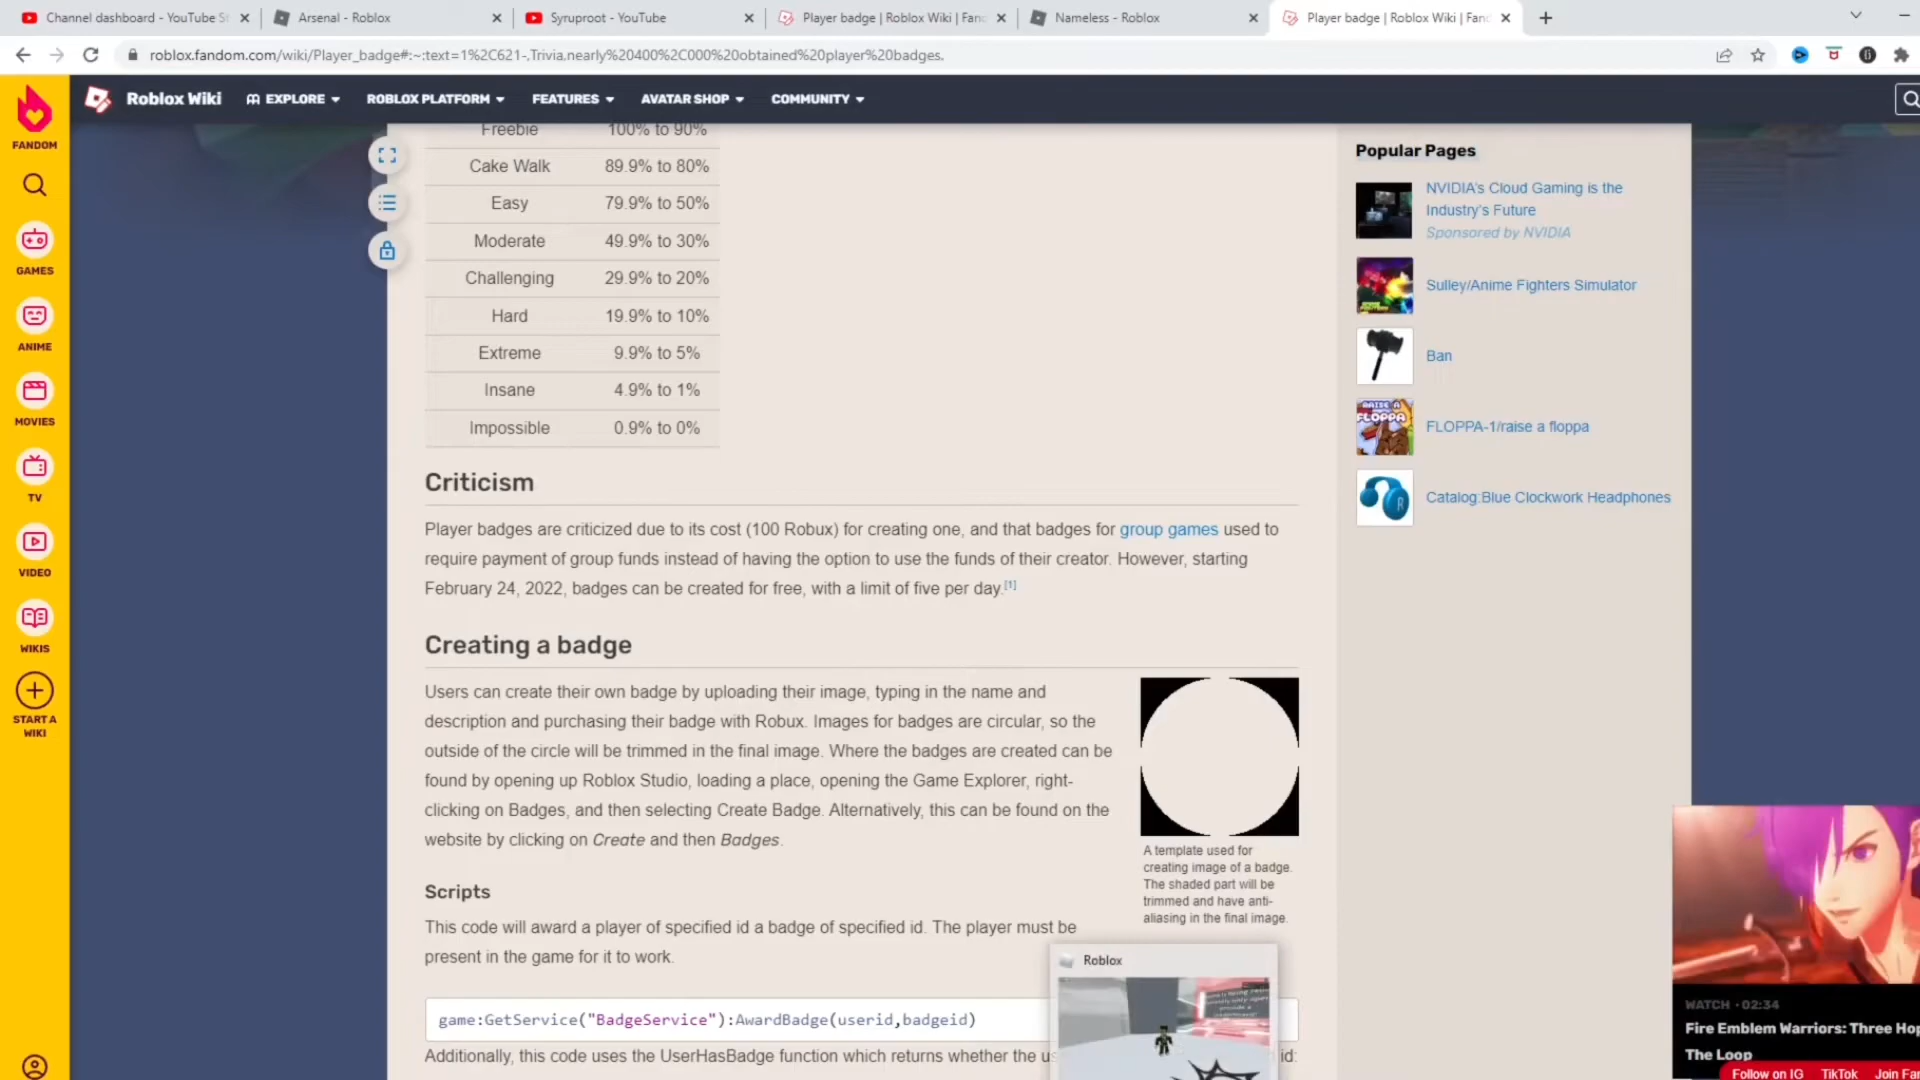 Channel dashboard - YouTube St
Arsenal - Roblox
Syruproot - YouTube
Player badge | Roblox Wiki | Fand
Nameless - Roblox
Player badge | Roblox Wiki | Fand
roblox.fandom.com/wiki/Player_badge#:~:text=1%2C621-,Trivia,nearly%20400%2C000%20obtained%20player%20badges.
FANDOM
GAMES
ANIME
MOVIES
TV
VIDEO
WIKIS
START A
WIKI
Roblox Wiki
EXPLORE
ROBLOX PLATFORM
FEATURES
AVATAR SHOP
COMMUNITY
Freebie 100% to 90%
Cake Walk 89.9% to 80%
Easy 79.9% to 50%
Moderate 49.9% to 30%
Challenging 29.9% to 20%
Hard 19.9% to 10%
Extreme 9.9% to 5%
Insane 4.9% to 1%
Impossible 0.9% to 0%
Criticism
Player badges are criticized due to its cost (100 Robux) for creating one, and that badges for group games used to
require payment of group funds instead of having the option to use the funds of their creator. However, starting
February 24, 2022, badges can be created for free, with a limit of five per day.[1]
Creating a badge
Users can create their own badge by uploading their image, typing in the name and
description and purchasing their badge with Robux. Images for badges are circular, so the
outside of the circle will be trimmed in the final image. Where the badges are created can be
found by opening up Roblox Studio, loading a place, opening the Game Explorer, right-
clicking on Badges, and then selecting Create Badge. Alternatively, this can be found on the
website by clicking on Create and then Badges.
A template used for
creating image of a badge.
The shaded part will be
trimmed and have anti-
aliasing in the final image.
Scripts
This code will award a player of specified id a badge of specified id. The player must be
present in the game for it to work.
game:GetService("BadgeService"):AwardBadge(userid,badgeid)
Additionally, this code uses the UserHasBadge function which returns whether the us
id:
Roblox
Popular Pages
NVIDIA's Cloud Gaming is the
Industry's Future
Sponsored by NVIDIA
Sulley/Anime Fighters Simulator
Ban
RAISE A
FLOPPA
FLOPPA-1/raise a floppa
Catalog:Blue Clockwork Headphones
WATCH · 02:34
Fire Emblem Warriors: Three Hop
The Loop
Follow on IG
TikTok
Join Fan